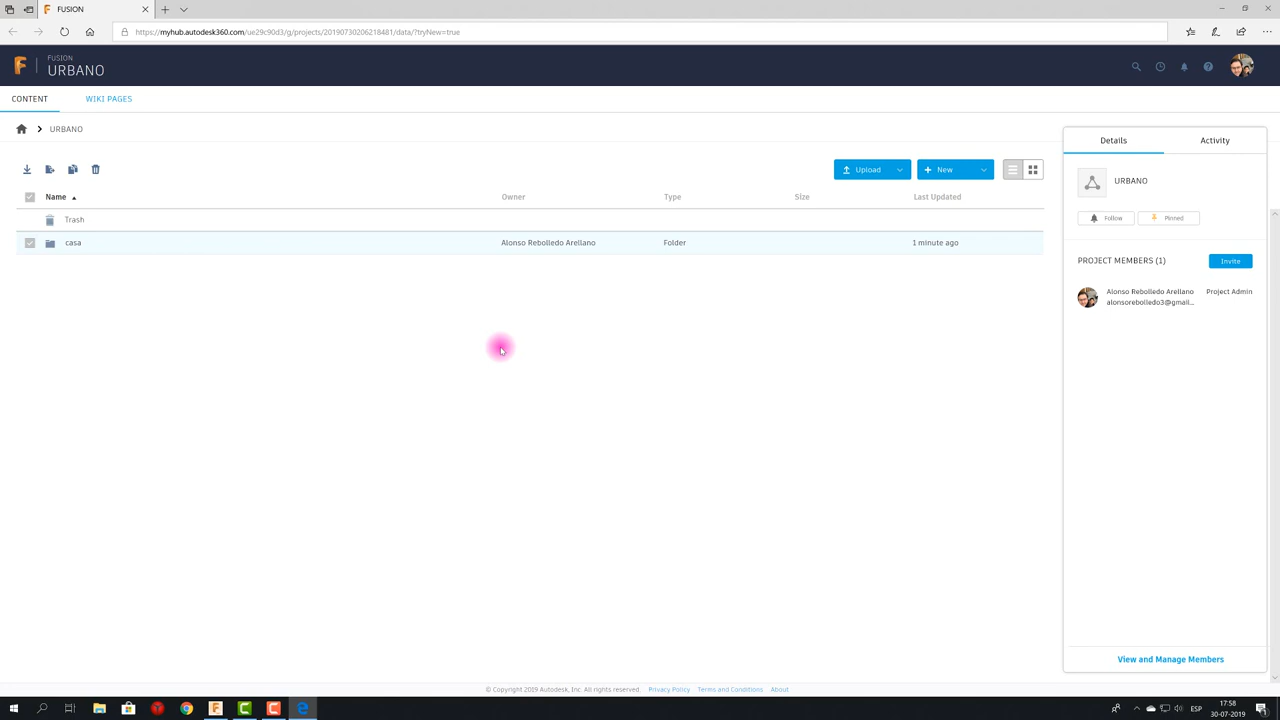 FUSION
https://myhub.autodesk360.com/ue29c90d3/g/projects/20190730206218481/data/?tryNew=true
FUSION
URBANO
CONTENT
WIKI PAGES
URBANO
Upload
New
Name
Owner
Type
Size
Last Updated
Trash
casa
Alonso Rebolledo Arellano
Folder
1 minute ago
Details
Activity
URBANO
Follow
Pinned
PROJECT MEMBERS (1)
Invite
Alonso Rebolledo Arellano
Project Admin
alonsorebolledo3@gmail...
View and Manage Members
© Copyright 2019 Autodesk, Inc. All rights reserved.
Privacy Policy
Terms and Conditions
About
ESP
17:58
30-07-2019